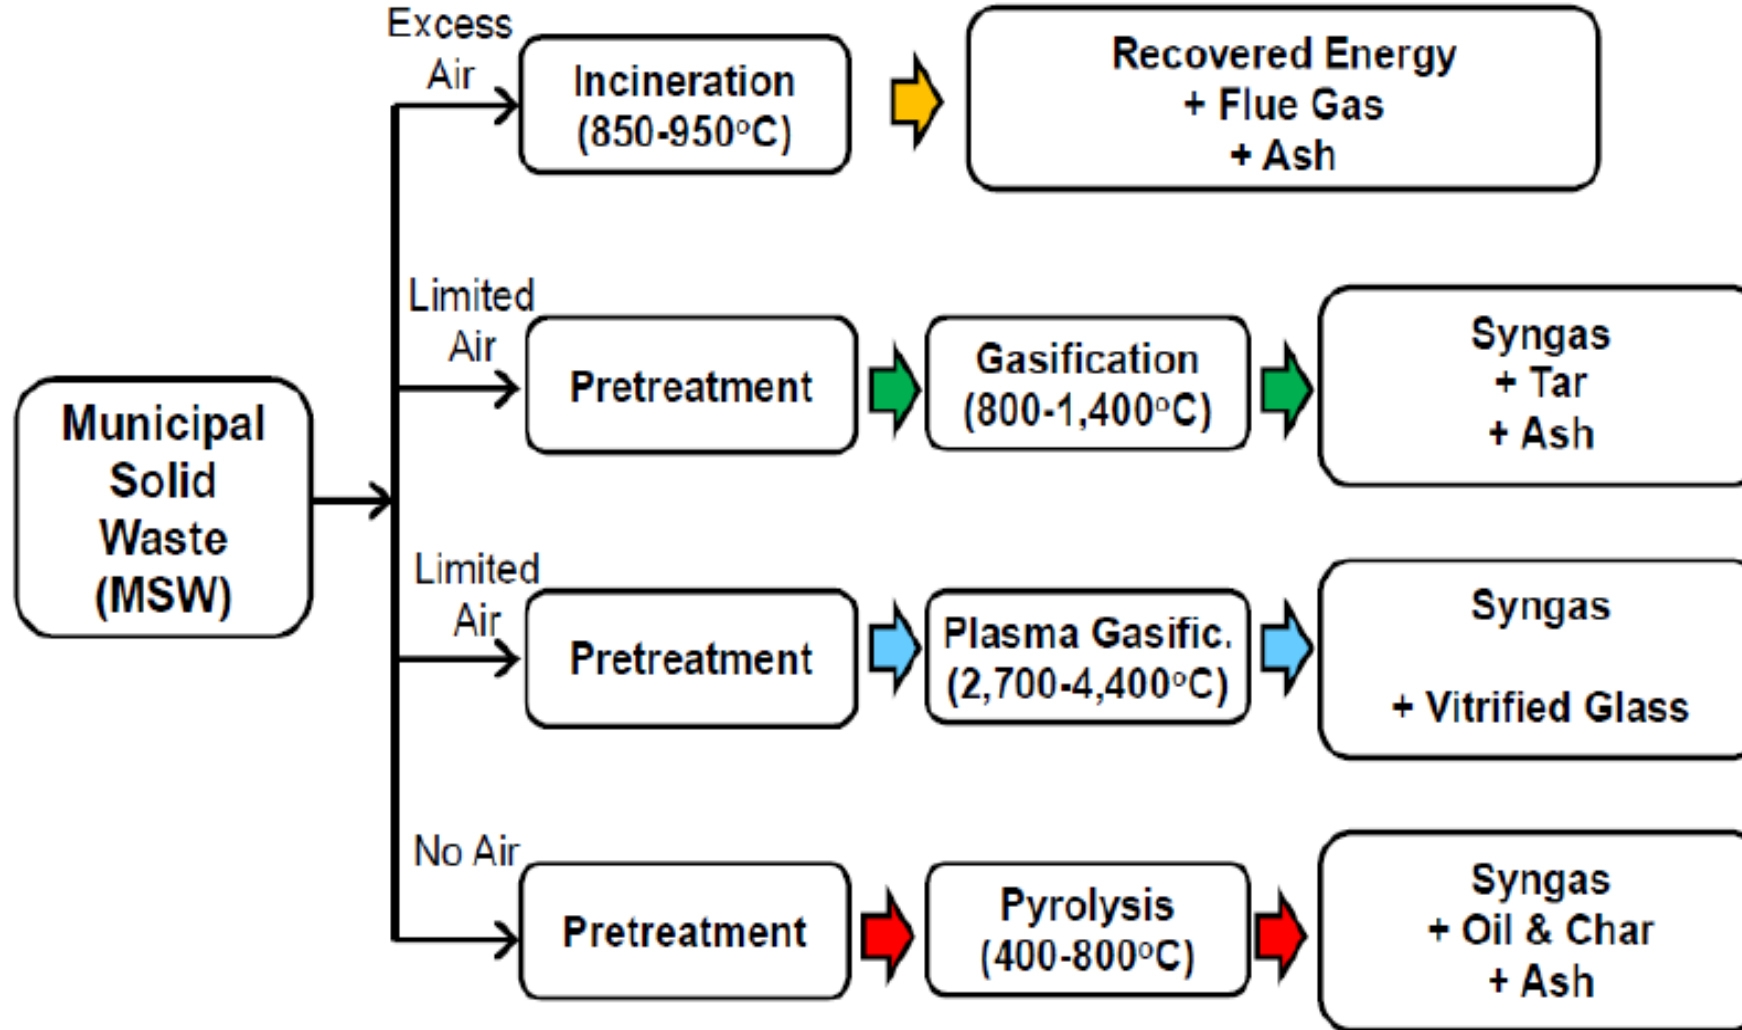 Excess
Air
Incineration
(850-950°C)
Recovered Energy
+ Flue Gas
+ Ash
Limited
Air
Pretreatment
Gasification
(800-1,400°C)
Syngas
+ Tar
+ Ash
Municipal
Solid
Waste
(MSW)
Limited
Air
Pretreatment
Plasma Gasific.
(2,700-4,400°C)
Syngas
+ Vitrified Glass
No Air
Pretreatment
Pyrolysis
(400-800°C)
Syngas
+ Oil & Char
+ Ash